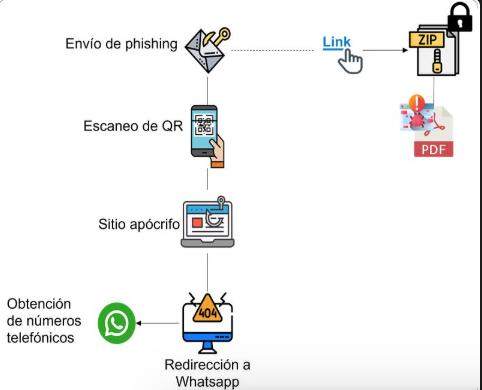 Envío de phishing
Link
ZIP
Escaneo de QR
PDF
Sitio apócrifo
404
Obtención
de números
telefónicos
Redirección a
Whatsapp